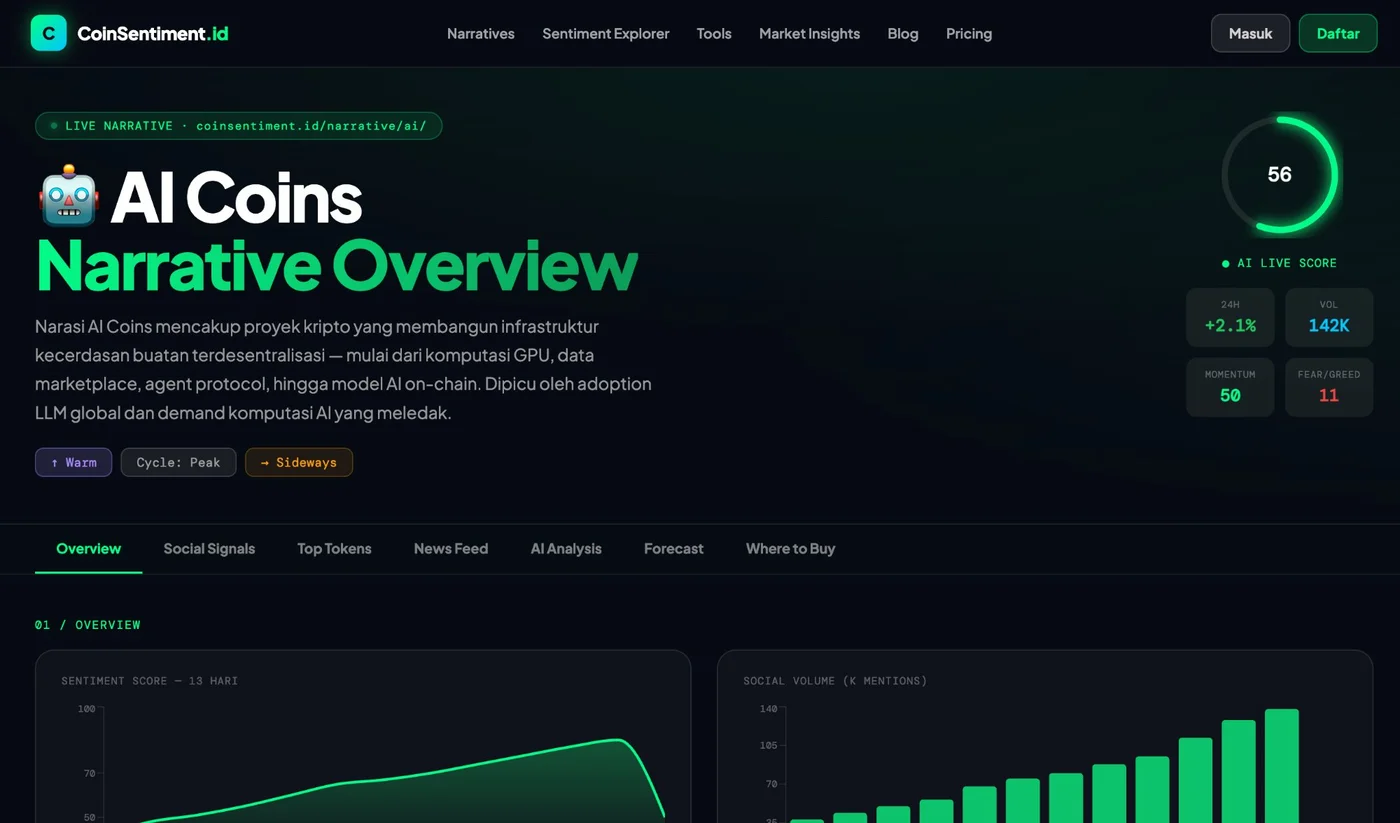 C CoinSentiment.id
Narratives Sentiment Explorer Tools Market Insights Blog Pricing
Masuk Daftar
LIVE NARRATIVE · coinsentiment.id/narrative/ai/
AI Coins
Narrative Overview
Narasi AI Coins mencakup proyek kripto yang membangun infrastruktur
kecerdasan buatan terdesentralisasi — mulai dari komputasi GPU, data
marketplace, agent protocol, hingga model AI on-chain. Dipicu oleh adoption
LLM global dan demand komputasi AI yang meledak.
↑ Warm
Cycle: Peak
→ Sideways
56
AI LIVE SCORE
24H
+2.1%
VOL
142K
MOMENTUM
50
FEAR/GREED
11
Overview Social Signals Top Tokens News Feed AI Analysis Forecast Where to Buy
01 / OVERVIEW
SENTIMENT SCORE — 13 HARI
100
70
50
SOCIAL VOLUME (K MENTIONS)
140
105
70
35